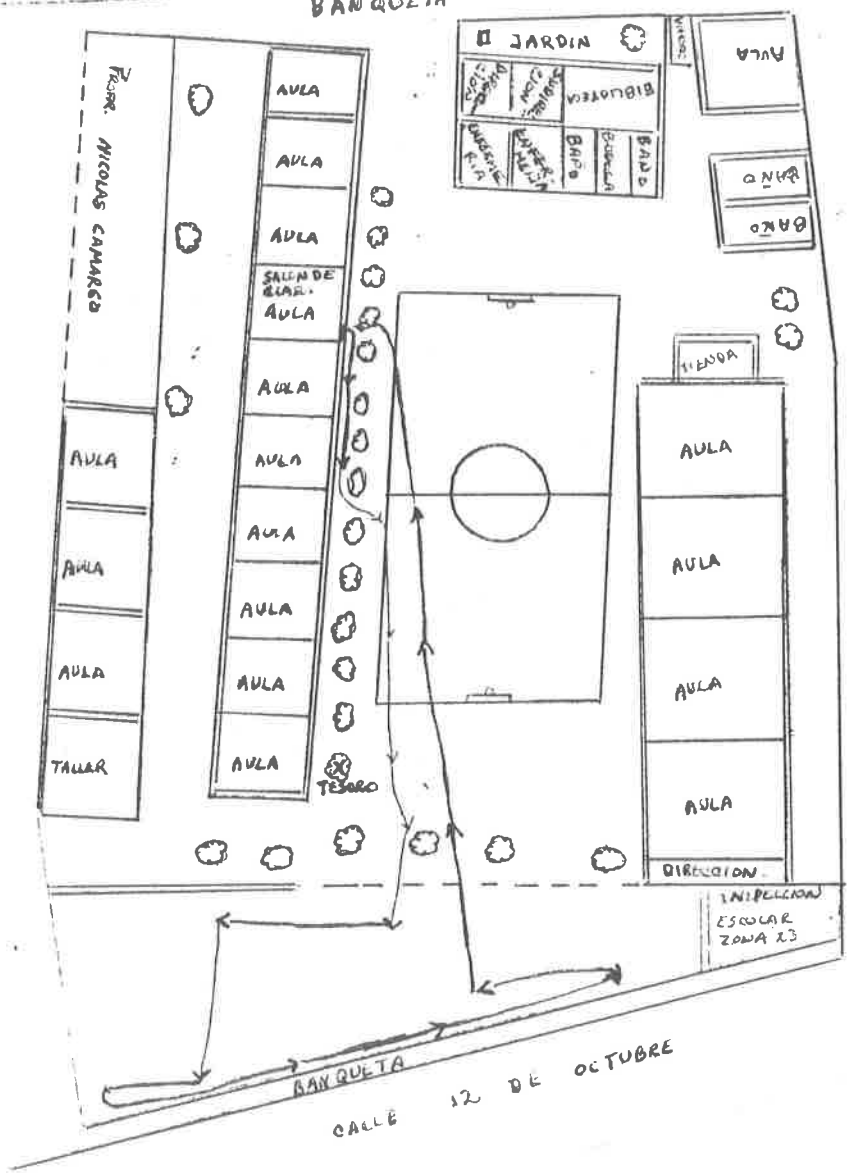 BANQUETA
JARDIN
AULA
BIBLIOTECA
BAÑO
BAÑO
BAÑO
BAÑO
NICOLAS CAMARGO
AULA
AULA
AULA
SALON DE
AULA
AULA
AULA
AULA
AULA
AULA
AULA
TESORO
AULA
AULA
AULA
TALLER
TIENDA
AULA
AULA
AULA
AULA
DIRECCION
INSPECCION
ESCOLAR
ZONA 23
BANQUETA
CALLE 12 DE OCTUBRE